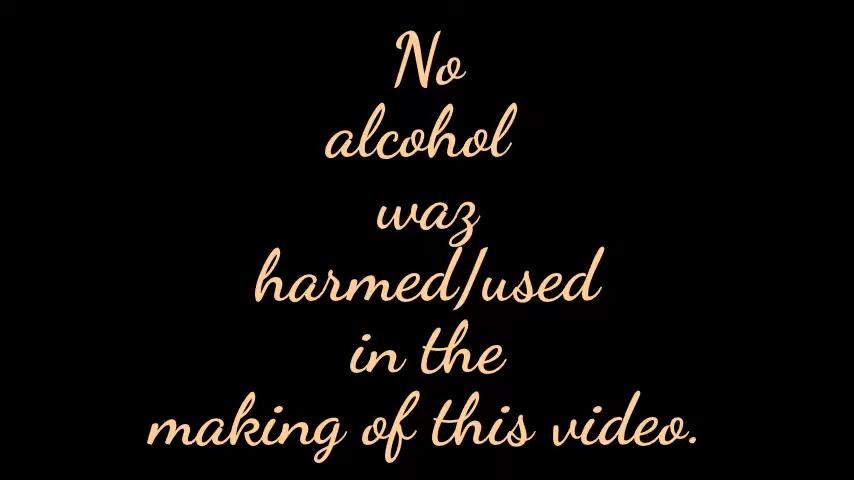 No
alcohol
waz
harmed/used
in the
making of this video.